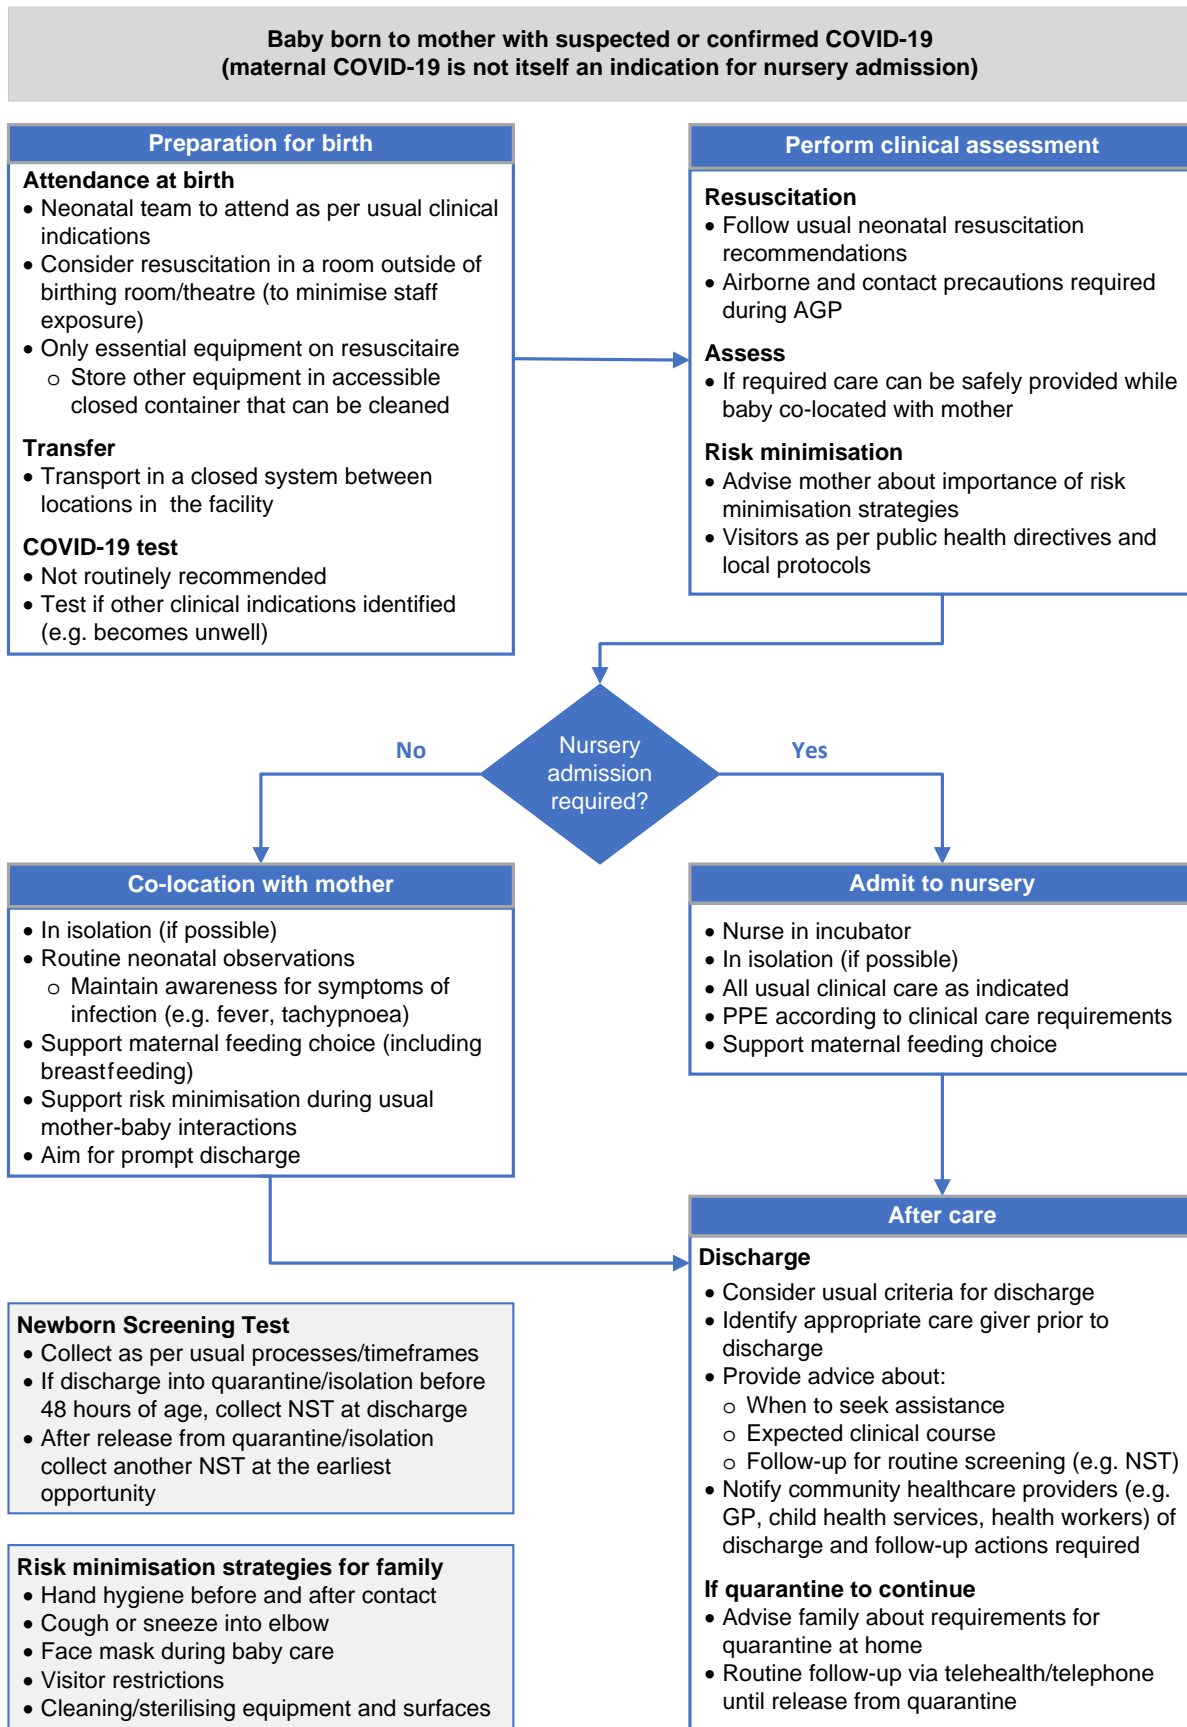 Baby born to mother with suspected or confirmed COVID-19
(maternal COVID-19 is not itself an indication for nursery admission)
Preparation for birth
Attendance at birth
• Neonatal team to attend as per usual clinical
indications
• Consider resuscitation in a room outside of
birthing room/theatre (to minimise staff
exposure)
• Only essential equipment on resuscitaire
o Store other equipment in accessible
closed container that can be cleaned
Transfer
• Transport in a closed system between
locations in the facility
COVID-19 test
• Not routinely recommended
• Test if other clinical indications identified
(e.g. becomes unwell)
Perform clinical assessment
Resuscitation
• Follow usual neonatal resuscitation
recommendations
• Airborne and contact precautions required
during AGP
Assess
• If required care can be safely provided while
baby co-located with mother
Risk minimisation
• Advise mother about importance of risk
minimisation strategies
• Visitors as per public health directives and
local protocols
Nursery
admission
required?
No
Yes
Co-location with mother
• In isolation (if possible)
• Routine neonatal observations
o Maintain awareness for symptoms of
infection (e.g. fever, tachypnoea)
• Support maternal feeding choice (including
breastfeeding)
• Support risk minimisation during usual
mother-baby interactions
• Aim for prompt discharge
Admit to nursery
• Nurse in incubator
• In isolation (if possible)
• All usual clinical care as indicated
• PPE according to clinical care requirements
• Support maternal feeding choice
After care
Discharge
• Consider usual criteria for discharge
• Identify appropriate care giver prior to
discharge
• Provide advice about:
o When to seek assistance
o Expected clinical course
o Follow-up for routine screening (e.g. NST)
• Notify community healthcare providers (e.g.
GP, child health services, health workers) of
discharge and follow-up actions required
If quarantine to continue
• Advise family about requirements for
quarantine at home
• Routine follow-up via telehealth/telephone
until release from quarantine
Newborn Screening Test
• Collect as per usual processes/timeframes
• If discharge into quarantine/isolation before
48 hours of age, collect NST at discharge
• After release from quarantine/isolation
collect another NST at the earliest
opportunity
Risk minimisation strategies for family
• Hand hygiene before and after contact
• Cough or sneeze into elbow
• Face mask during baby care
• Visitor restrictions
• Cleaning/sterilising equipment and surfaces